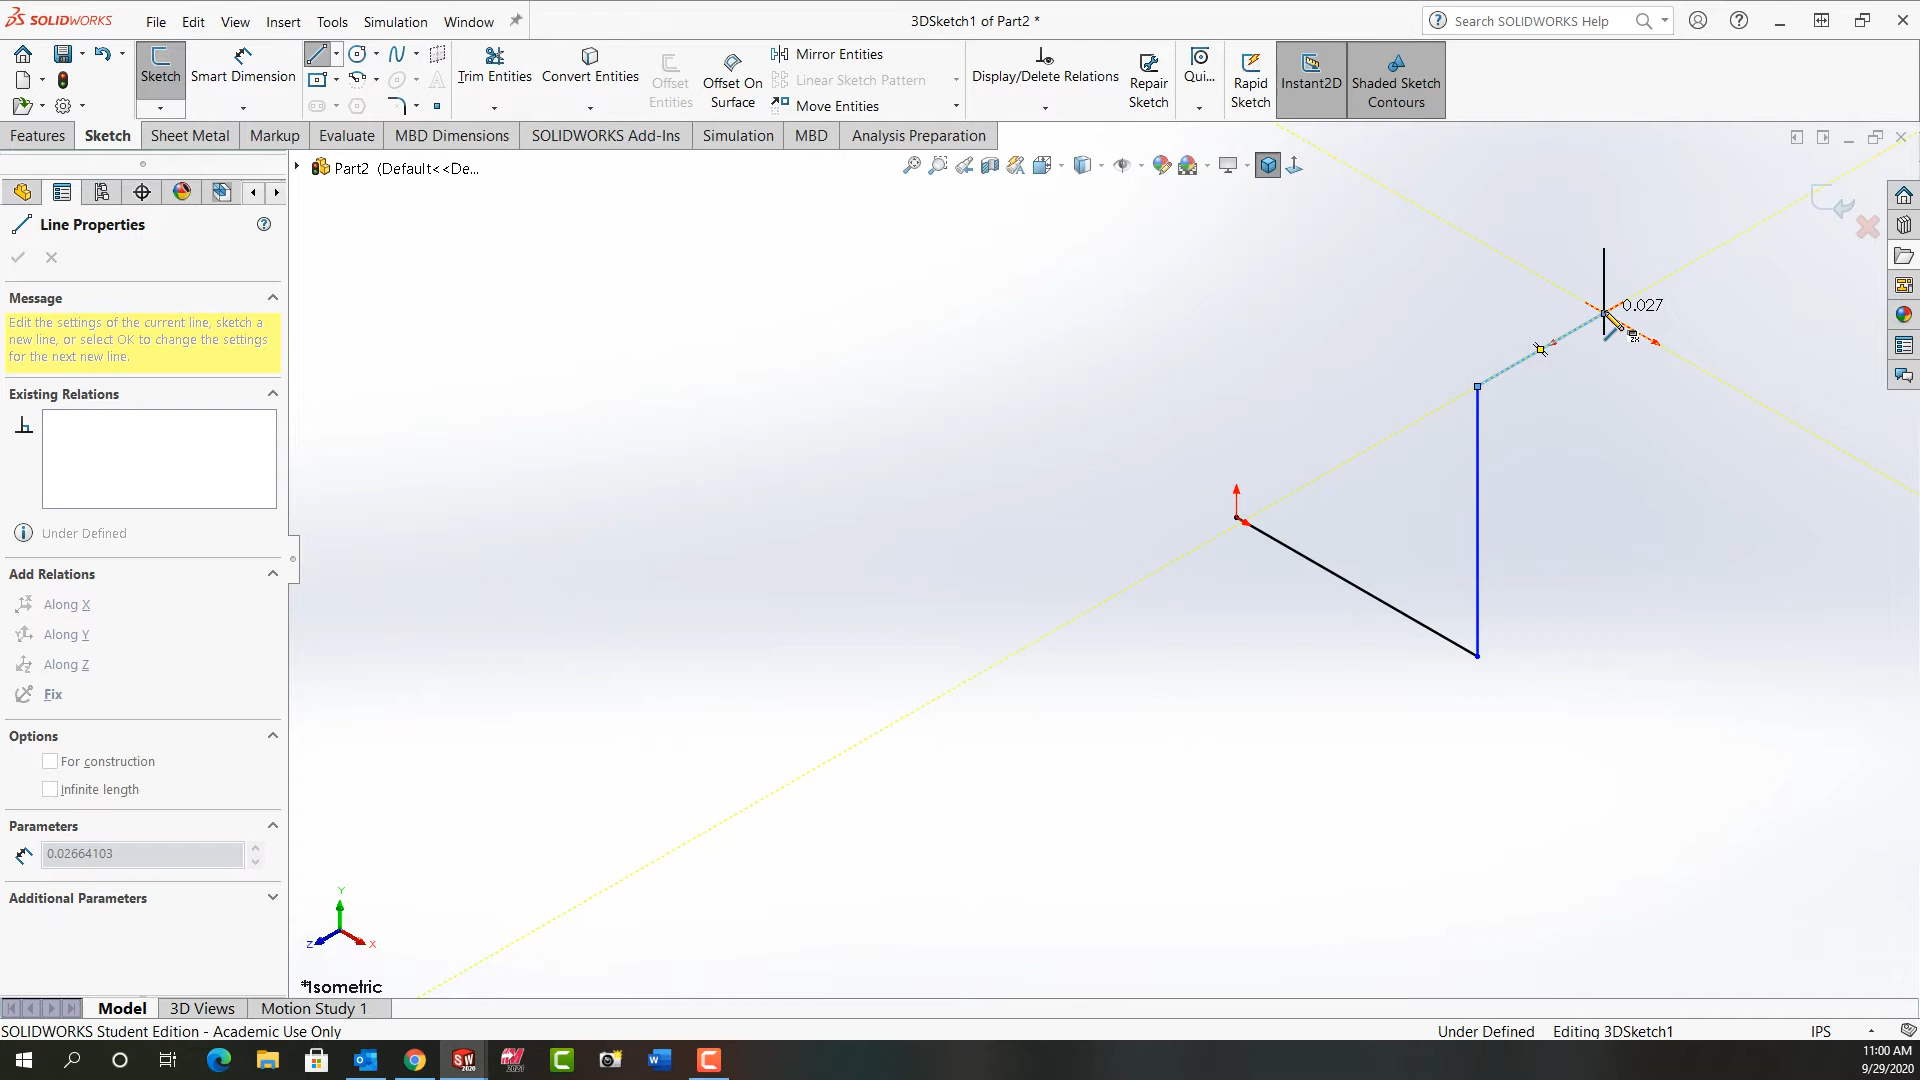 SOLIDWORKS File Edit View Insert Tools Simulation Window 3DSketch1 of Part2 * Search SOLIDWORKS Help
Sketch Smart Dimension Trim Entities Convert Entities Offset Entities Offset On Surface Mirror Entities Linear Sketch Pattern Move Entities Display/Delete Relations Repair Sketch Qui... Rapid Sketch Instant2D Shaded Sketch Contours
Features Sketch Sheet Metal Markup Evaluate MBD Dimensions SOLIDWORKS Add-Ins Simulation MBD Analysis Preparation
Part2 (Default<<De...
Line Properties
Message
Edit the settings of the current line, sketch a
new line, or select OK to change the settings
for the next new line.
Existing Relations
Under Defined
Add Relations
Along X
Along Y
Along Z
Fix
Options
For construction
Infinite length
Parameters
0.02664103
Additional Parameters
0.027
ZX
Y
Z X
*Isometric
Model 3D Views Motion Study 1
SOLIDWORKS Student Edition - Academic Use Only Under Defined Editing 3DSketch1 IPS
SW 2020
2021
11:00 AM
9/29/2020